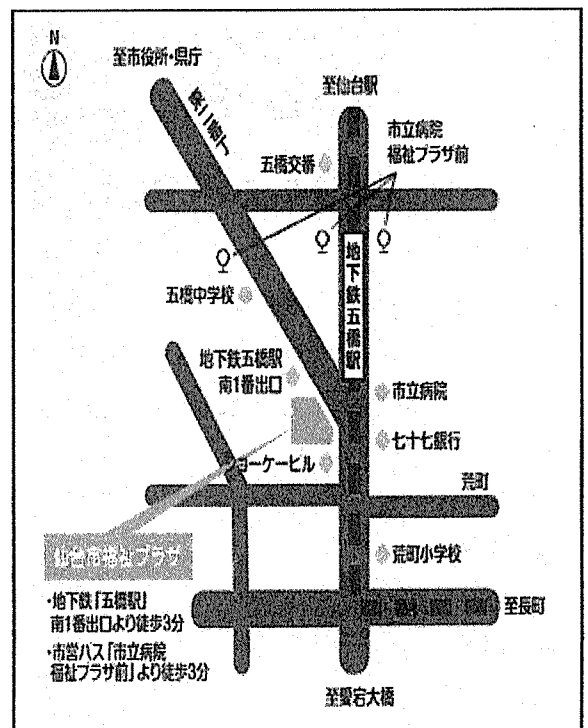 N
至市役所・県庁
至仙台駅
東二番丁
市立病院
福祉プラザ前
五橋交番
地下鉄五橋駅
五橋中学校
地下鉄五橋駅
南1番出口
市立病院
七十七銀行
ショーケービル
荒町
仙台市福祉プラザ
荒町小学校
・地下鉄「五橋駅」
南1番出口より徒歩3分
・市営バス「市立病院
福祉プラザ前」より徒歩3分
至長町
至愛宕大橋